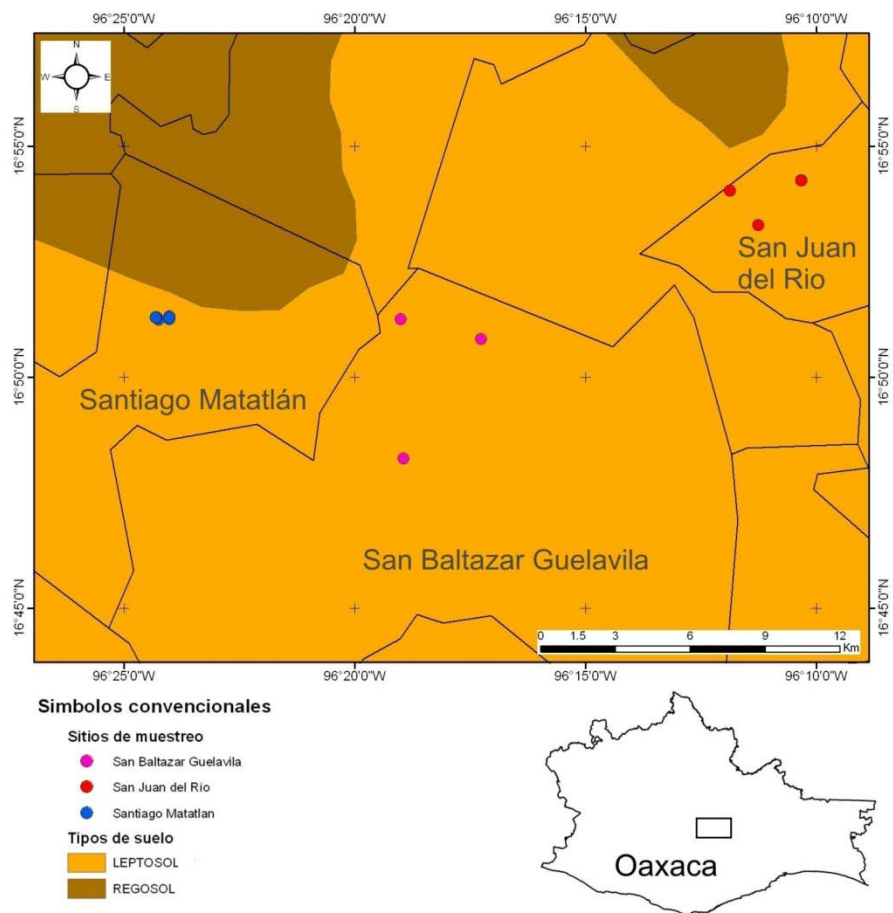 96°25'0"W 96°20'0"W 96°15'0"W 96°10'0"W
N
W E
S
16°55'0"N 16°55'0"N
San Juan
del Rio
16°50'0"N 16°50'0"N
Santiago Matatlán
San Baltazar Guelavila
16°45'0"N 16°45'0"N
0 1.5 3 6 9 12
Km
96°25'0"W 96°20'0"W 96°15'0"W 96°10'0"W
Simbolos convencionales
Sitios de muestreo
San Baltazar Guelavila
San Juan del Rio
Santiago Matatlan
Tipos de suelo
LEPTOSOL
REGOSOL
Oaxaca